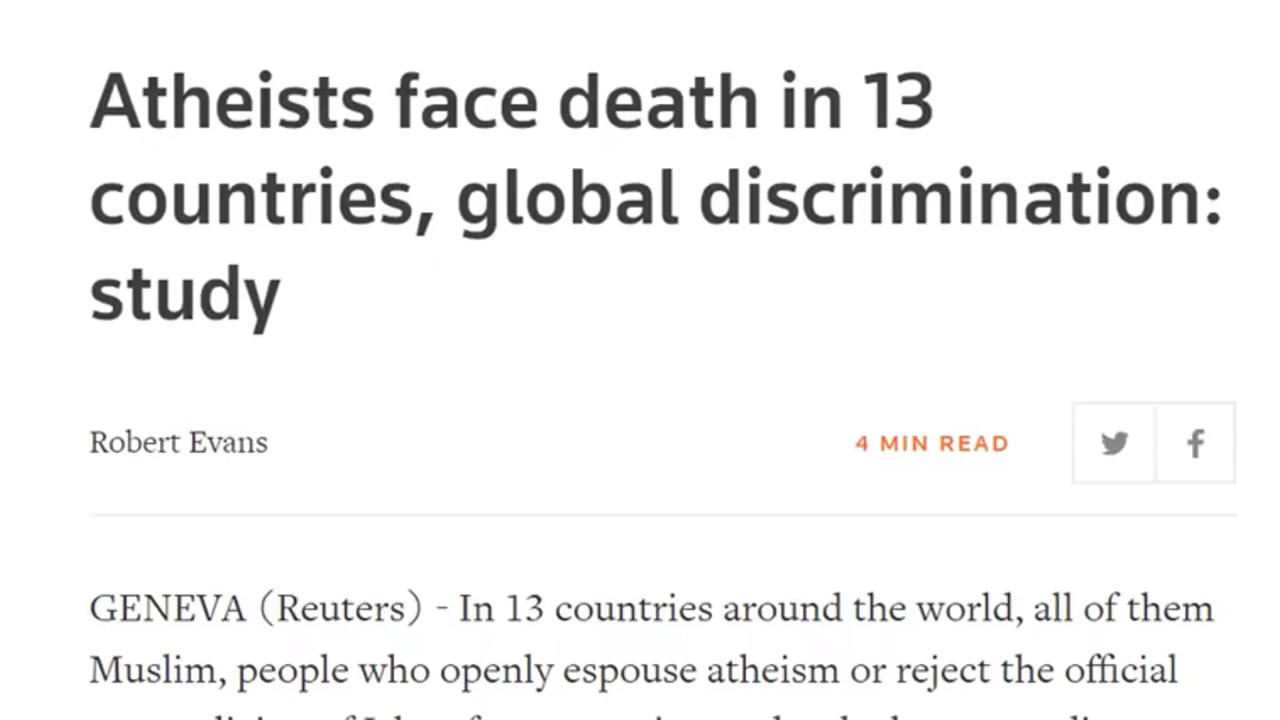 Atheists face death in 13
countries, global discrimination:
study
Robert Evans
4 MIN READ
GENEVA (Reuters) - In 13 countries around the world, all of them
Muslim, people who openly espouse atheism or reject the official